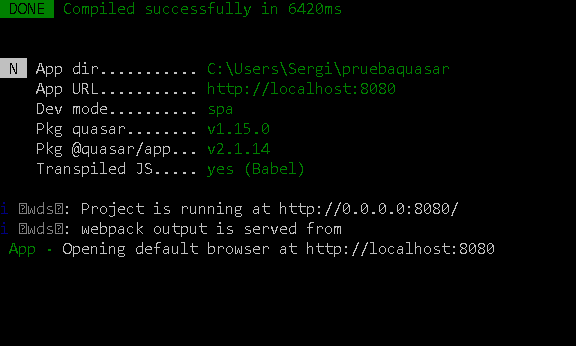 DONE Compiled successfully in 6420ms
N App dir........... C:\Users\Sergi\pruebaquasar
App URL........... http://localhost:8080
Dev mode.......... spa
Pkg quasar........ v1.15.0
Pkg @quasar/app... v2.1.14
Transpiled JS..... yes (Babel)
i ⍰wds⍰: Project is running at http://0.0.0.0:8080/
i ⍰wds⍰: webpack output is served from
App - Opening default browser at http://localhost:8080